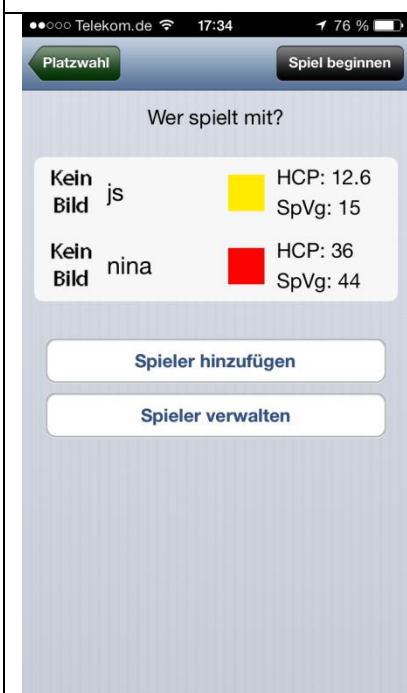 Telekom.de 17:34 76 %
Platzwahl Spiel beginnen
Wer spielt mit?
Kein Bild js HCP: 12.6
SpVg: 15
Kein Bild nina HCP: 36
SpVg: 44
Spieler hinzufügen
Spieler verwalten